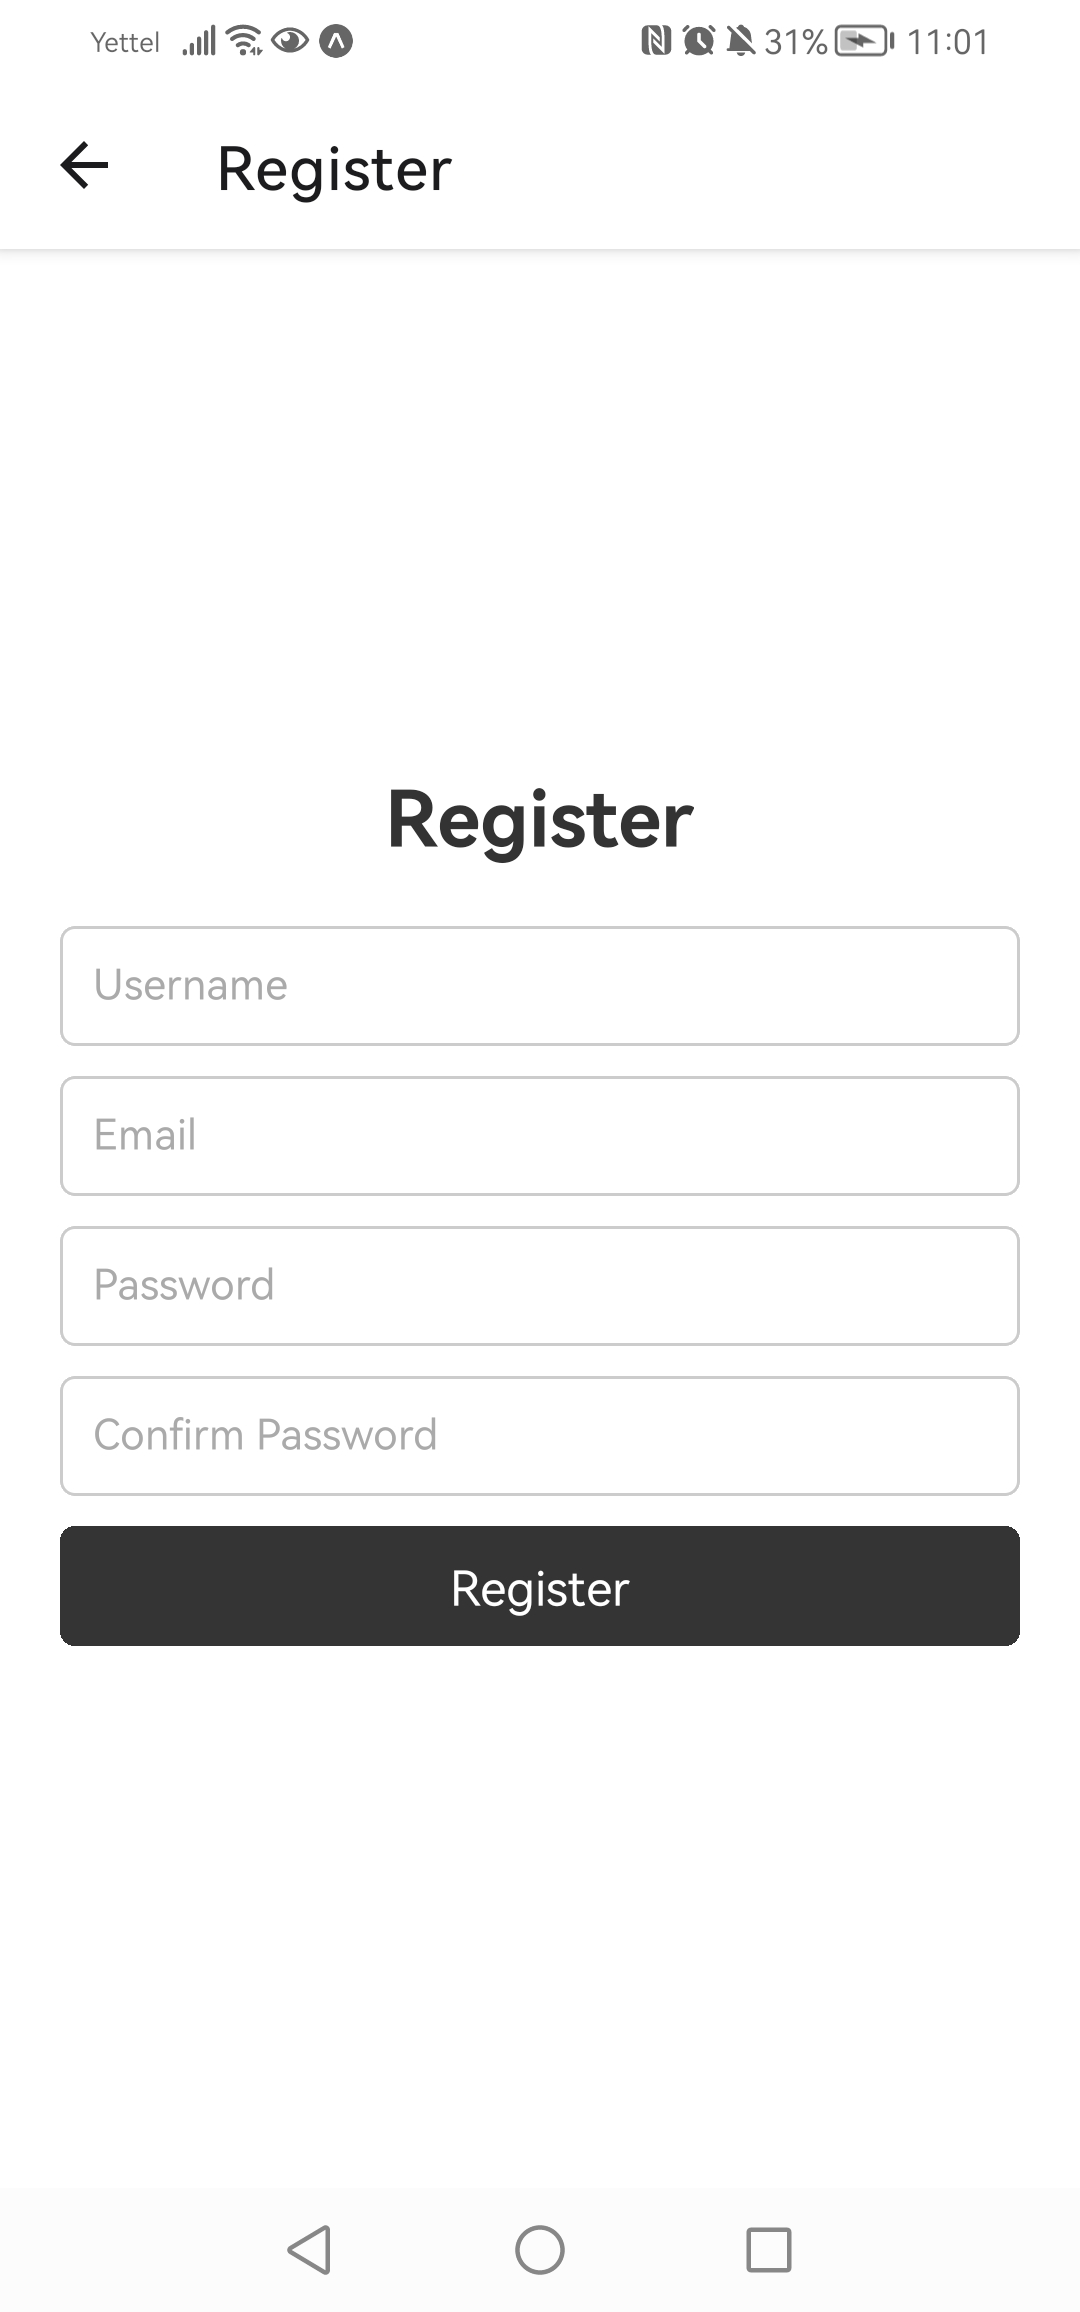 Yettel 31% 11:01
Register
Register
Username
Email
Password
Confirm Password
Register